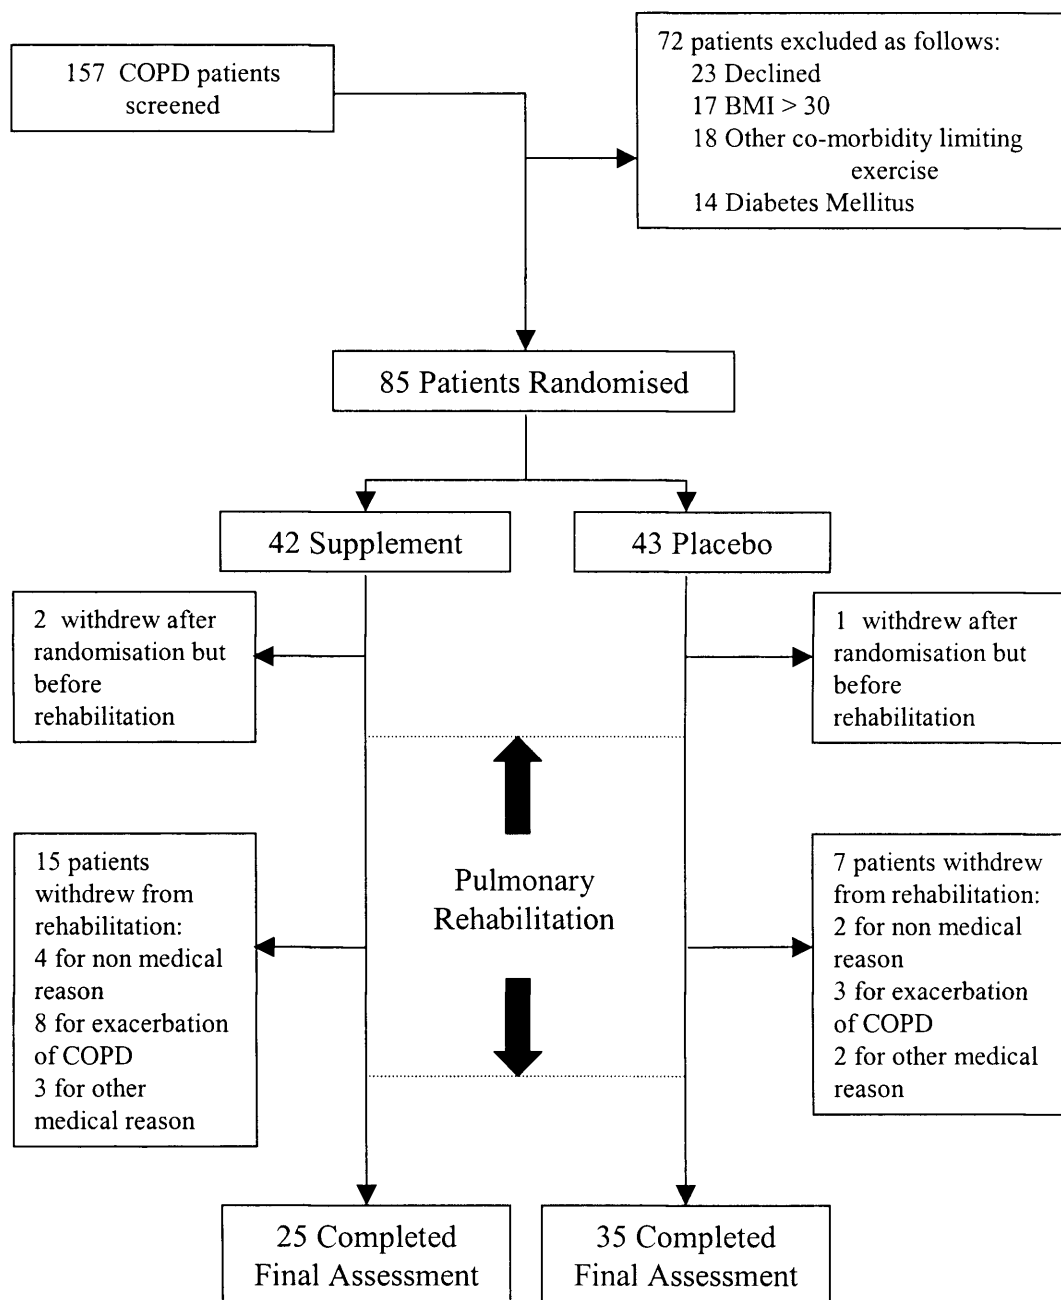 157 COPD patients
screened
72 patients excluded as follows:
23 Declined
17 BMI > 30
18 Other co-morbidity limiting
exercise
14 Diabetes Mellitus
85 Patients Randomised
42 Supplement
43 Placebo
2 withdrew after
randomisation but
before
rehabilitation
1 withdrew after
randomisation but
before
rehabilitation
Pulmonary
Rehabilitation
15 patients
withdrew from
rehabilitation:
4 for non medical
reason
8 for exacerbation
of COPD
3 for other
medical reason
7 patients withdrew
from rehabilitation:
2 for non medical
reason
3 for exacerbation
of COPD
2 for other medical
reason
25 Completed
Final Assessment
35 Completed
Final Assessment